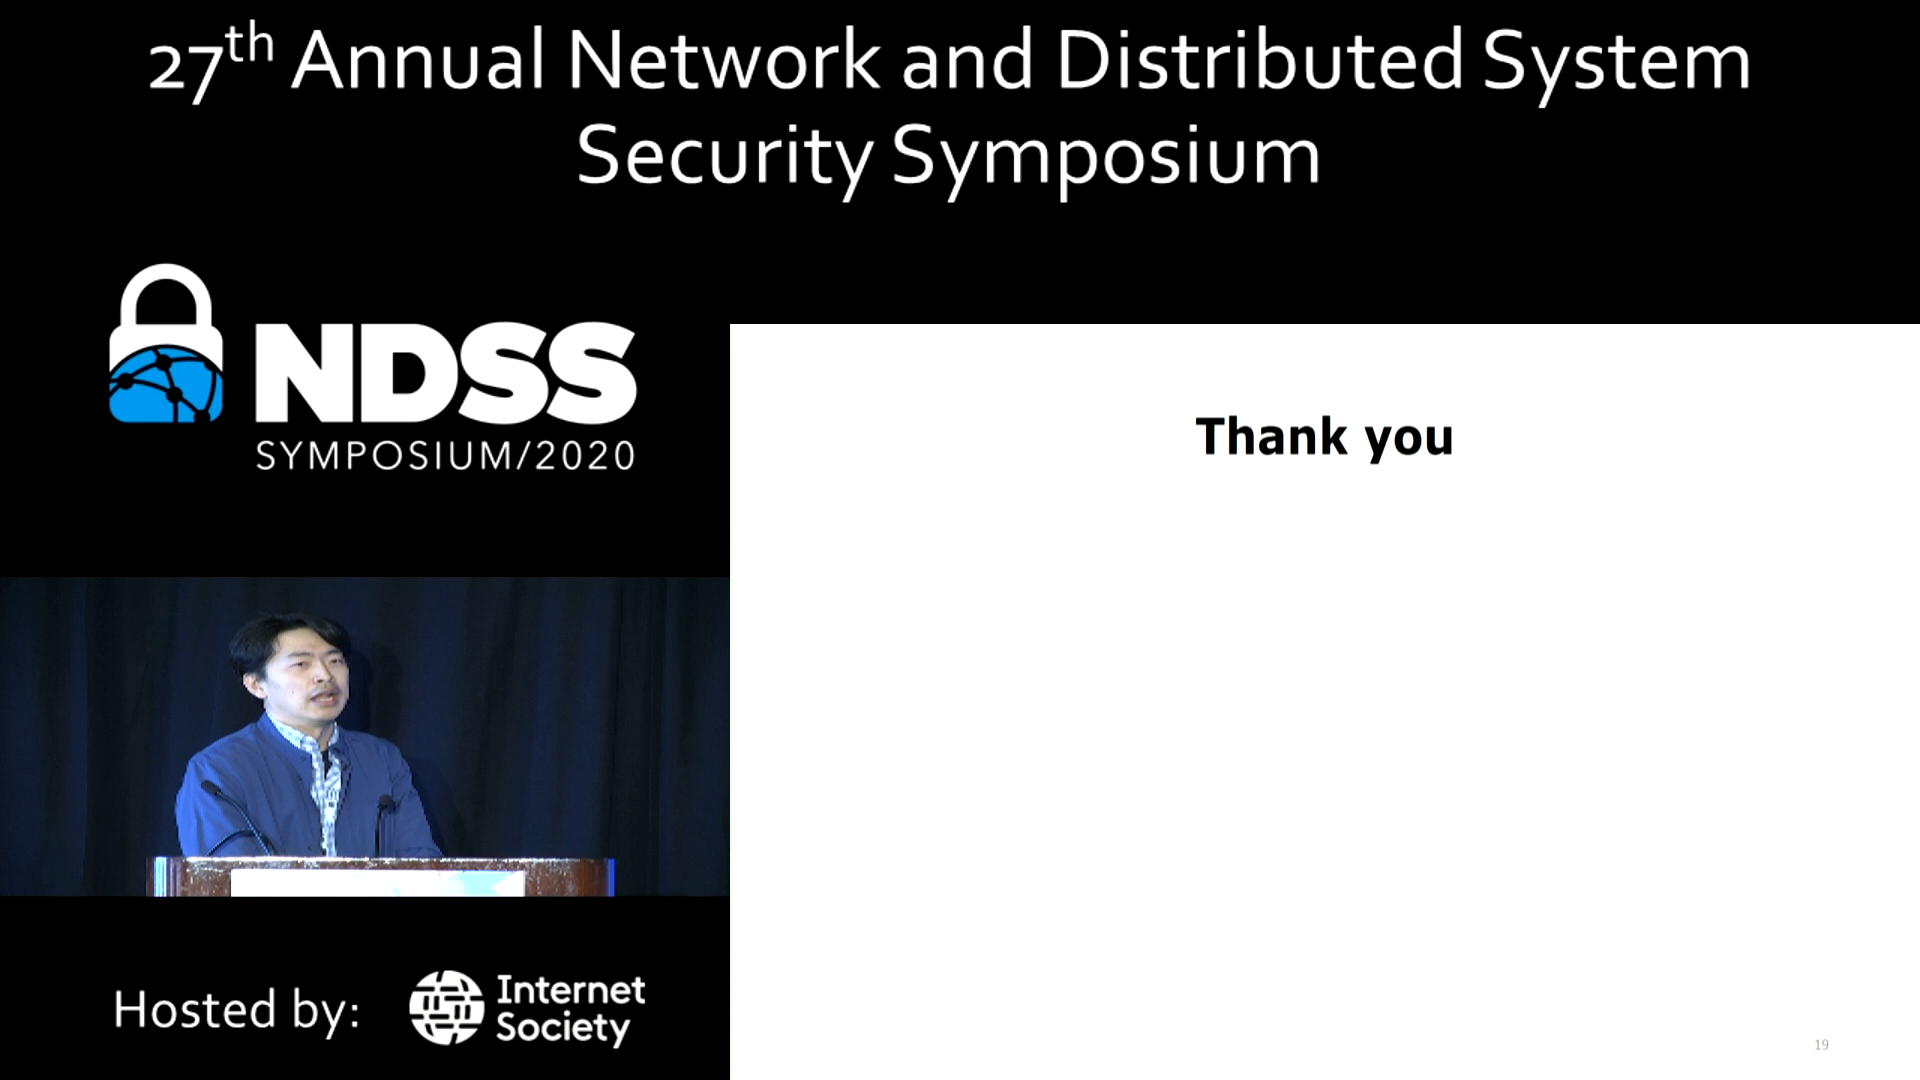 27th Annual Network and Distributed System
Security Symposium
NDSS
SYMPOSIUM/2020
Thank you
Hosted by:
Internet
Society
19